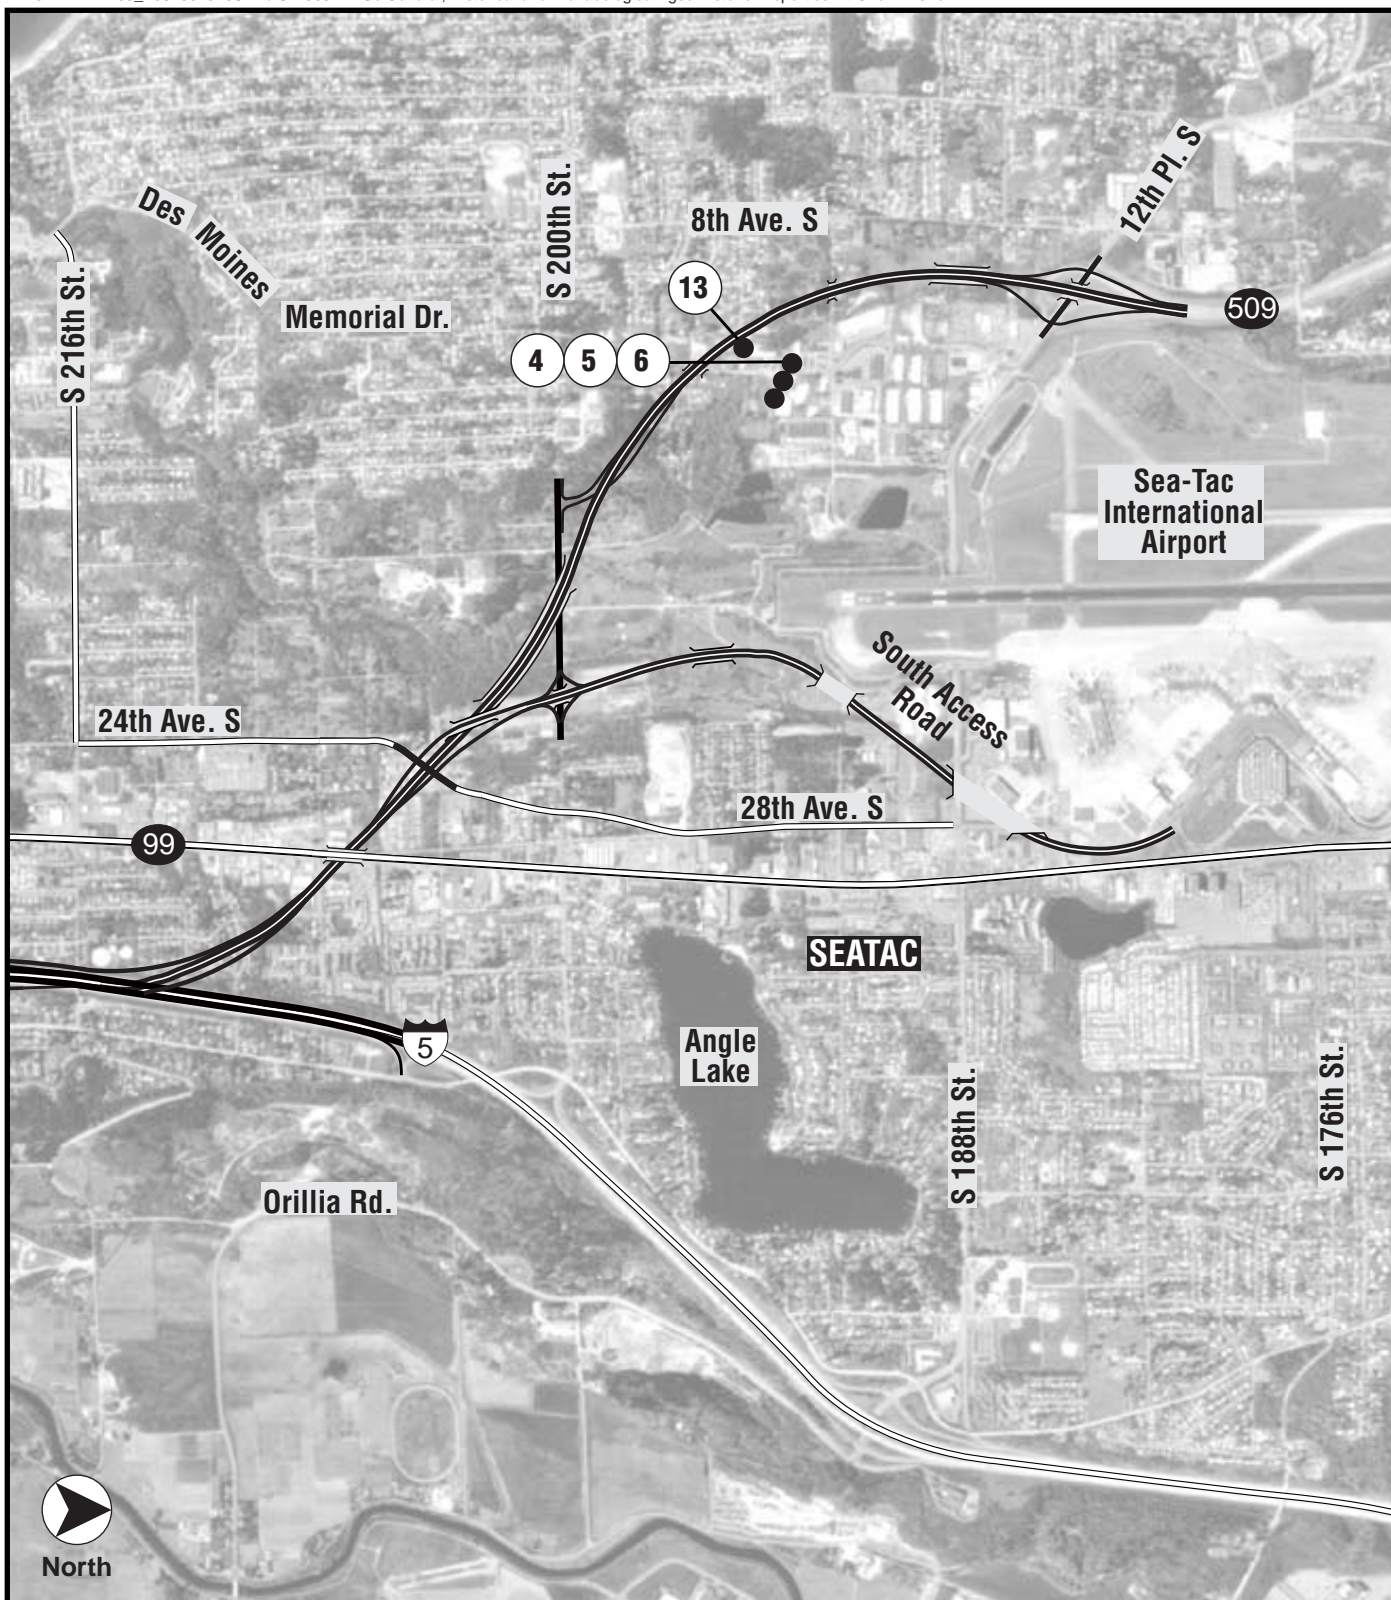 12th Pl. S
Des Moines
Memorial Dr.
S 200th St.
8th Ave. S
S 216th St.
13
509
4 5 6
Sea-Tac
International
Airport
South Access
Road
24th Ave. S
28th Ave. S
99
SEATAC
5
Angle
Lake
S 188th St.
S 176th St.
Orillia Rd.
North